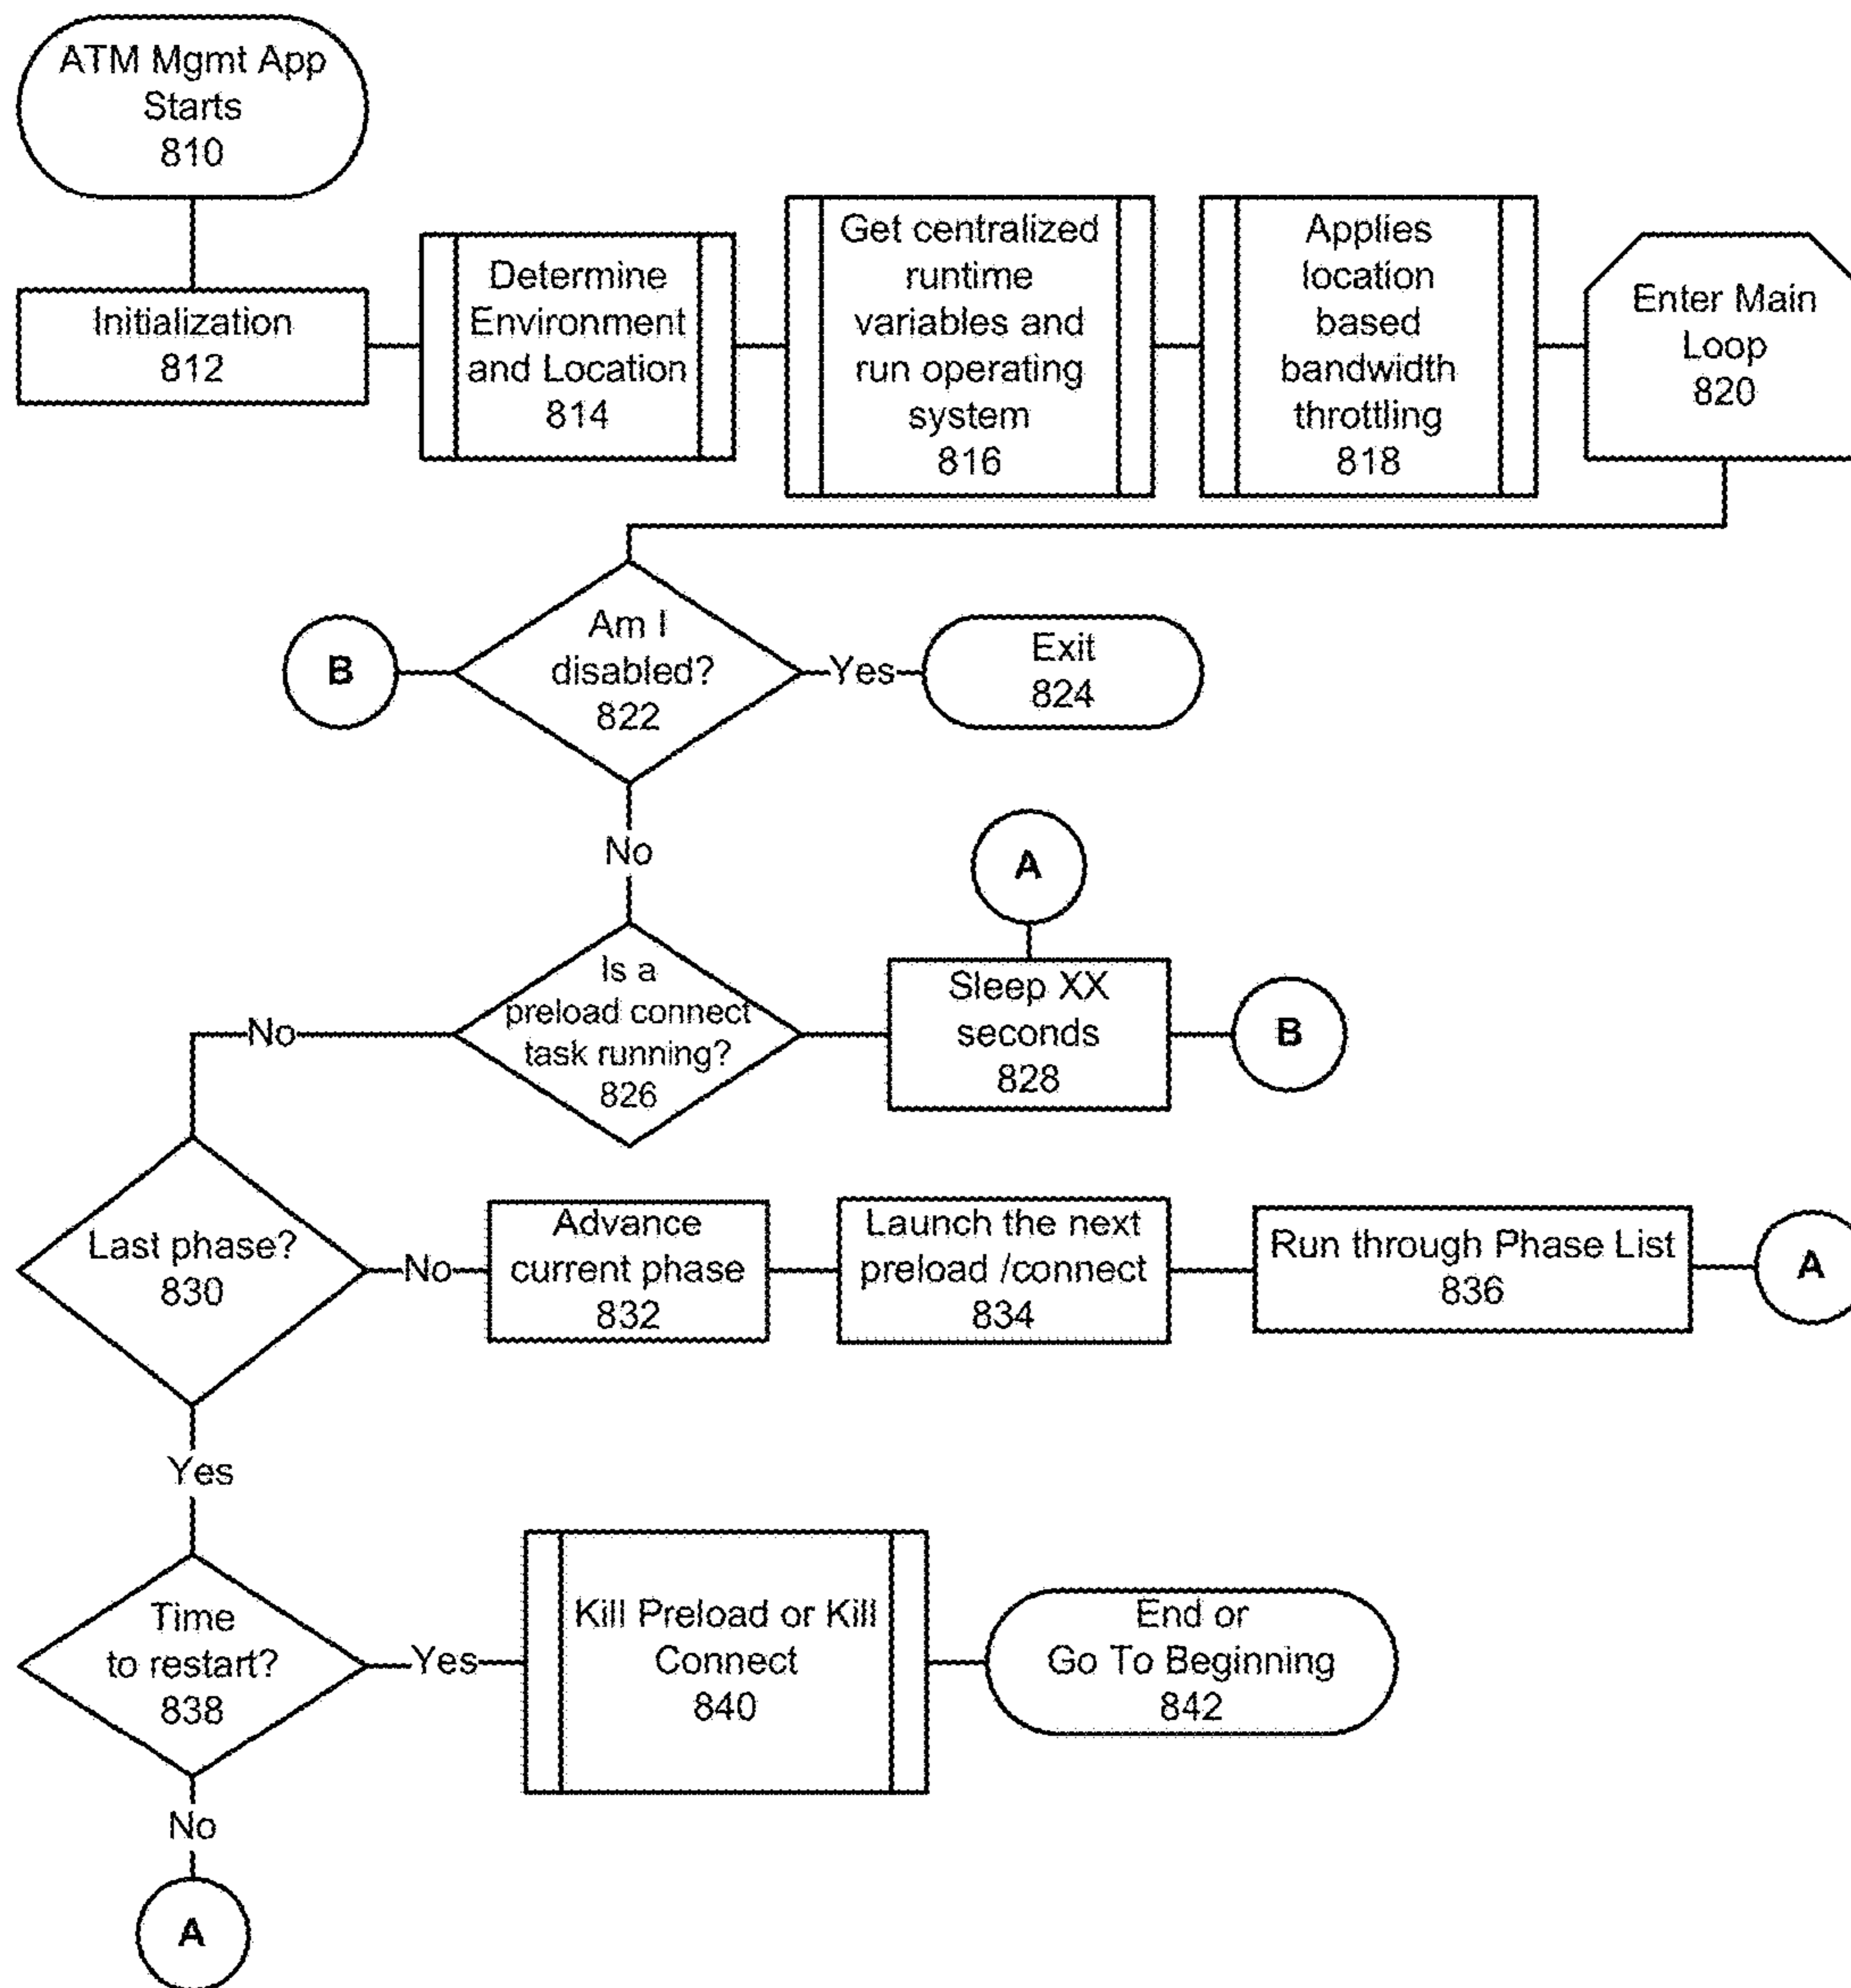 ATM Mgmt App
Starts
810
Initialization
812
Determine
Environment
and Location
814
Get centralized
runtime
variables and
run operating
system
816
Applies
location
based
bandwidth
throttling
818
Enter Main
Loop
820
B
Am I
disabled?
822
Yes
Exit
824
No
A
Is a
preload connect
task running?
826
Sleep XX
seconds
828
B
No
Last phase?
830
No
Advance
current phase
832
Launch the next
preload /connect
834
Run through Phase List
836
A
Yes
Time
to restart?
838
Yes
Kill Preload or Kill
Connect
840
End or
Go To Beginning
842
No
A